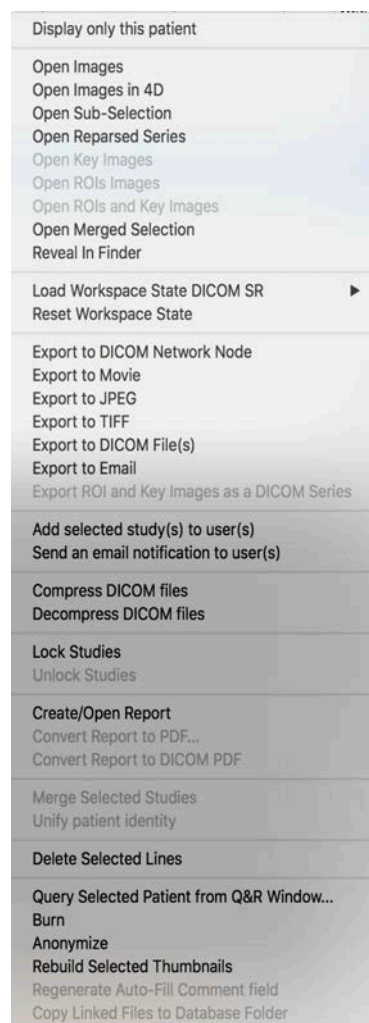 Display only this patient
Open Images
Open Images in 4D
Open Sub-Selection
Open Reparsed Series
Open Key Images
Open ROIs Images
Open ROIs and Key Images
Open Merged Selection
Reveal In Finder
Load Workspace State DICOM SR
Reset Workspace State
Export to DICOM Network Node
Export to Movie
Export to JPEG
Export to TIFF
Export to DICOM File(s)
Export to Email
Export ROI and Key Images as a DICOM Series
Add selected study(s) to user(s)
Send an email notification to user(s)
Compress DICOM files
Decompress DICOM files
Lock Studies
Unlock Studies
Create/Open Report
Convert Report to PDF...
Convert Report to DICOM PDF
Merge Selected Studies
Unify patient identity
Delete Selected Lines
Query Selected Patient from Q&R Window...
Burn
Anonymize
Rebuild Selected Thumbnails
Regenerate Auto-Fill Comment field
Copy Linked Files to Database Folder